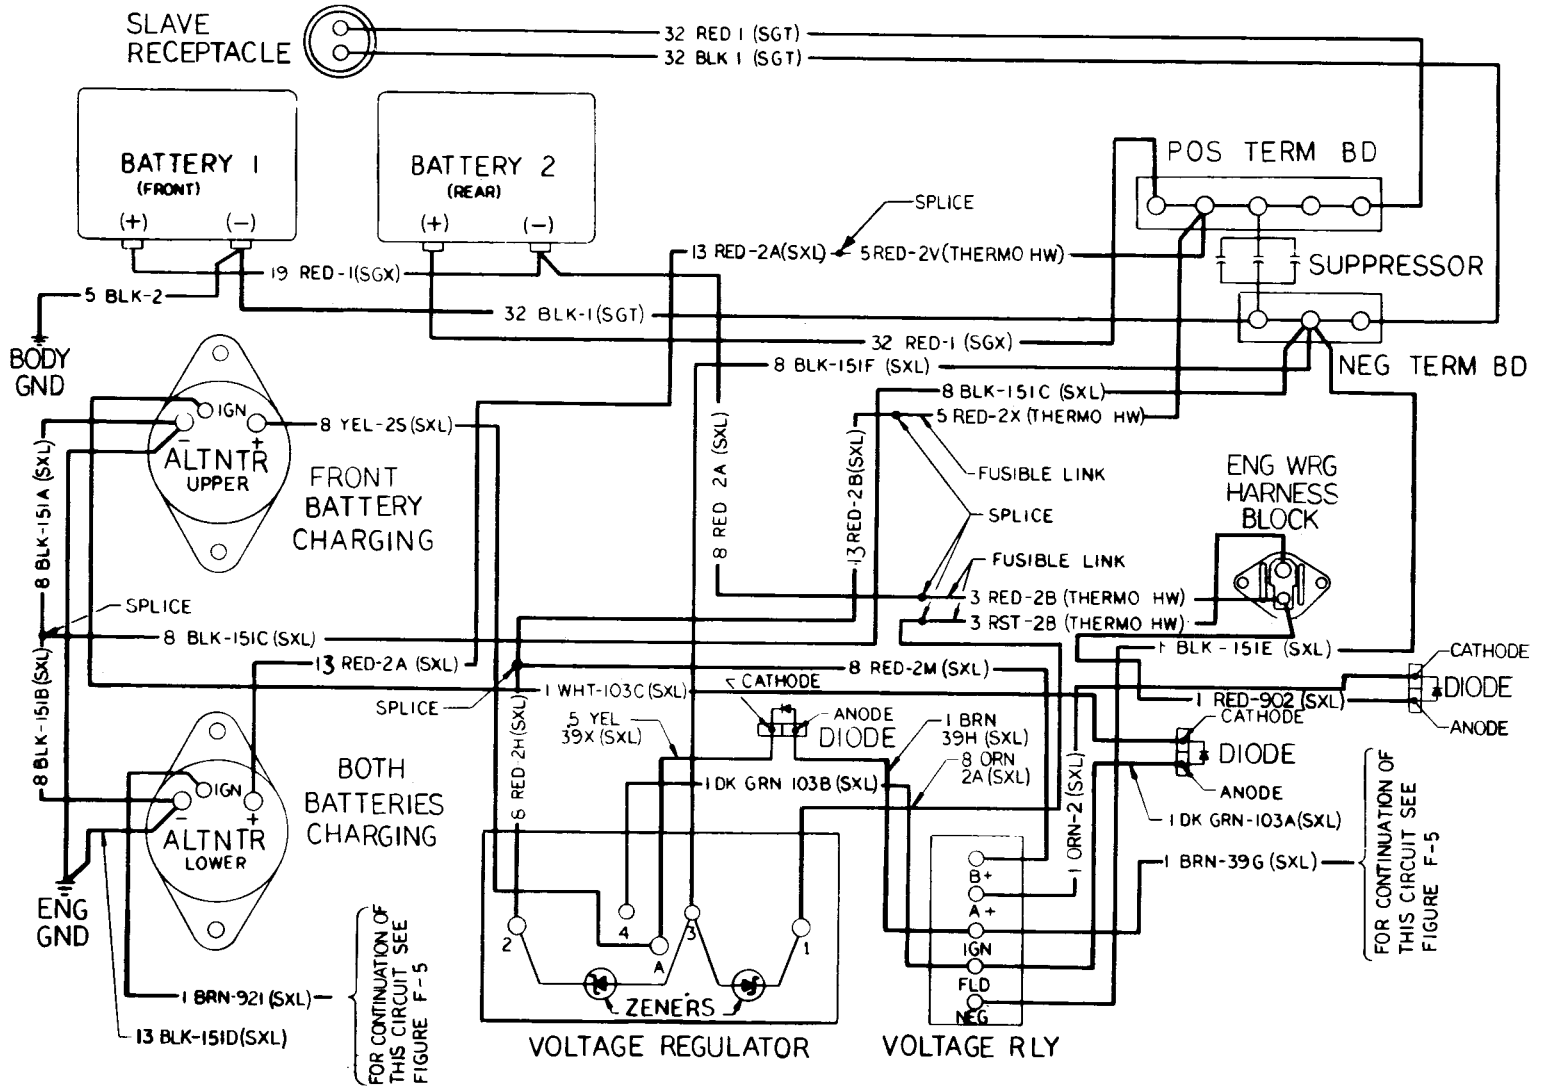 SLAVE
RECEPTACLE
32 RED 1 (SGT)
32 BLK 1 (SGT)
BATTERY 1
(FRONT)
(+) (-)
BATTERY 2
(REAR)
(+) (-)
POS TERM BD
SPLICE
13 RED-2A(SXL)
5RED-2V(THERMO HW)
SUPPRESSOR
19 RED-1(SGX)
5 BLK-2
32 BLK-1(SGT)
32 RED-1 (SGX)
BODY
GND
8 BLK-151F (SXL)
NEG TERM BD
8 BLK-151C (SXL)
5 RED-2X(THERMO HW)
IGN
- +
ALTNTR
UPPER
8 YEL-2S(SXL)
FRONT
BATTERY
CHARGING
8 BLK-151A (SXL)
8 RED 2A (SXL)
13RED-2B(SXL)
FUSIBLE LINK
SPLICE
FUSIBLE LINK
ENG WRG
HARNESS
BLOCK
3 RED-2B (THERMO HW)
3 RST-2B (THERMO HW)
SPLICE
8 BLK-151C(SXL)
1 BLK-151E (SXL)
13 RED-2A (SXL)
8 RED-2M(SXL)
CATHODE
DIODE
ANODE
1 WHT-103C(SXL)
1 RED-902 (SXL)
SPLICE
8BLK-151B(SXL)
8 RED-2H(SXL)
CATHODE
ANODE
DIODE
5 YEL
39X(SXL)
1 BRN
39H (SXL)
8 ORN
2A(SXL)
CATHODE
DIODE
ANODE
1DK GRN 103B(SXL)
1 ORN-2 (SXL)
1DK GRN-103A(SXL)
1 BRN-39G(SXL)
FOR CONTINUATION OF
THIS CIRCUIT SEE
FIGURE F-5
IGN
- +
ALTNTR
LOWER
BOTH
BATTERIES
CHARGING
ENG
GND
2
4
A
3
1
ZENERS
VOLTAGE REGULATOR
B+
A+
IGN
FLD
NEG
VOLTAGE RLY
1 BRN-921(SXL)
13 BLK-151D(SXL)
FOR CONTINUATION OF
THIS CIRCUIT SEE
FIGURE F-5